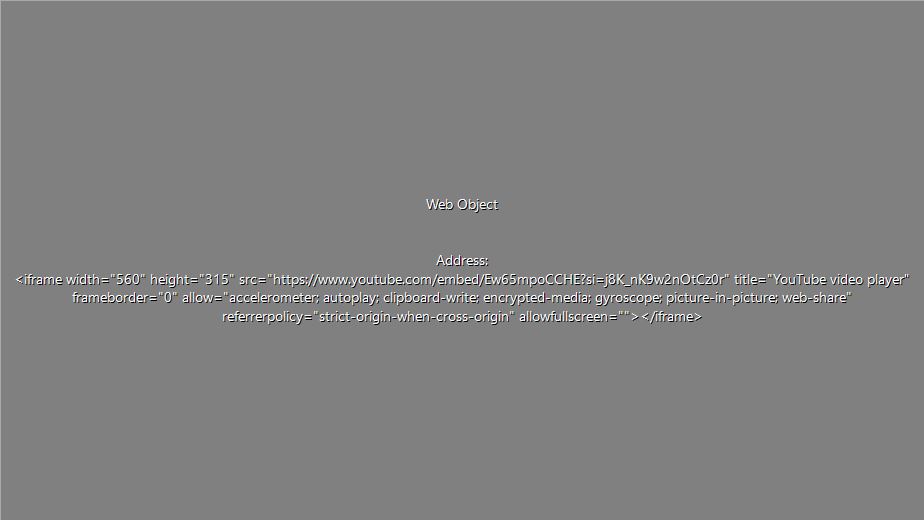 Web Object
Address:
<iframe width="560" height="315" src="https://www.youtube.com/embed/Ew65mpoCCHE?si=j8K_nK9w2nOtCz0r" title="YouTube video player"
frameborder="0" allow="accelerometer; autoplay; clipboard-write; encrypted-media; gyroscope; picture-in-picture; web-share"
referrerpolicy="strict-origin-when-cross-origin" allowfullscreen=""></iframe>